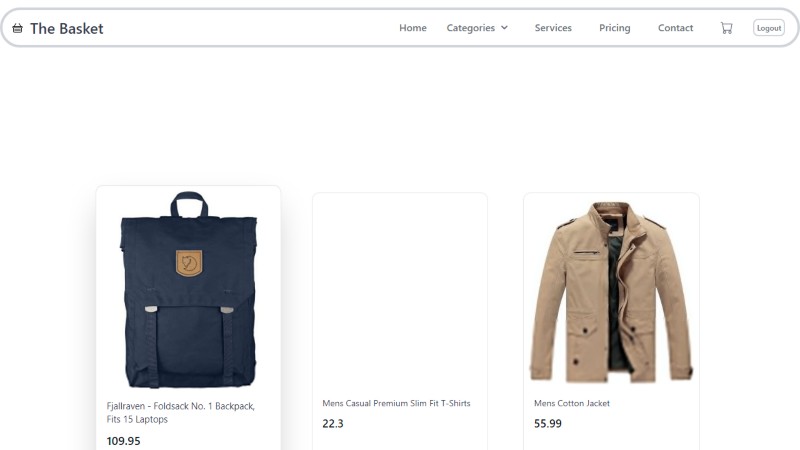 The Basket
Home Categories Services Pricing Contact Logout
Fjallraven - Foldsack No. 1 Backpack,
Fits 15 Laptops
109.95
Mens Casual Premium Slim Fit T-Shirts
22.3
Mens Cotton Jacket
55.99